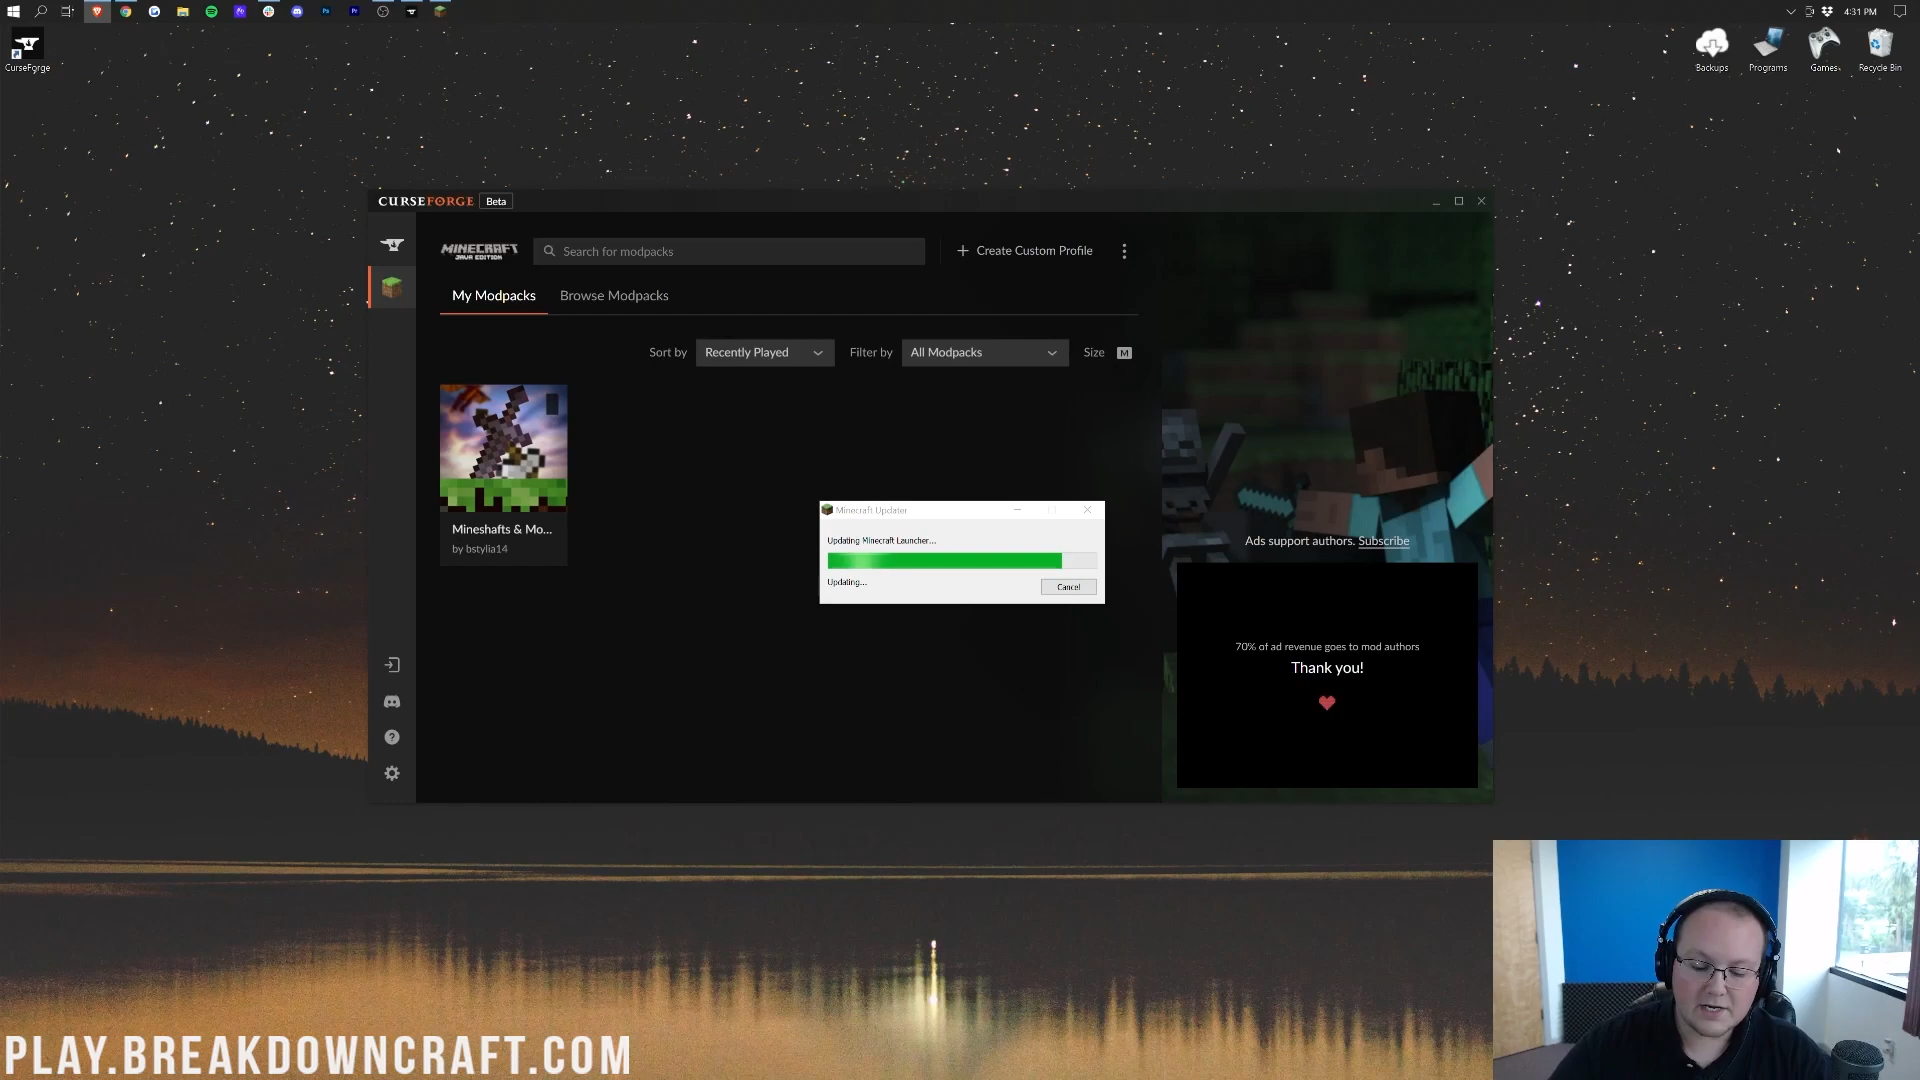 4:31 PM
CurseForge
Backups
Programs
Games
Recycle Bin
CURSEFORGE Beta
MINECRAFT
JAVA EDITION
Search for modpacks
Create Custom Profile
My Modpacks
Browse Modpacks
Sort by
Recently Played
Filter by
All Modpacks
Size
M
Mineshafts & Mo...
by bstylia14
Minecraft Updater
Updating Minecraft Launcher...
Updating...
Cancel
Ads support authors. Subscribe
70% of ad revenue goes to mod authors
Thank you!
PLAY.BREAKDOWNCRAFT.COM